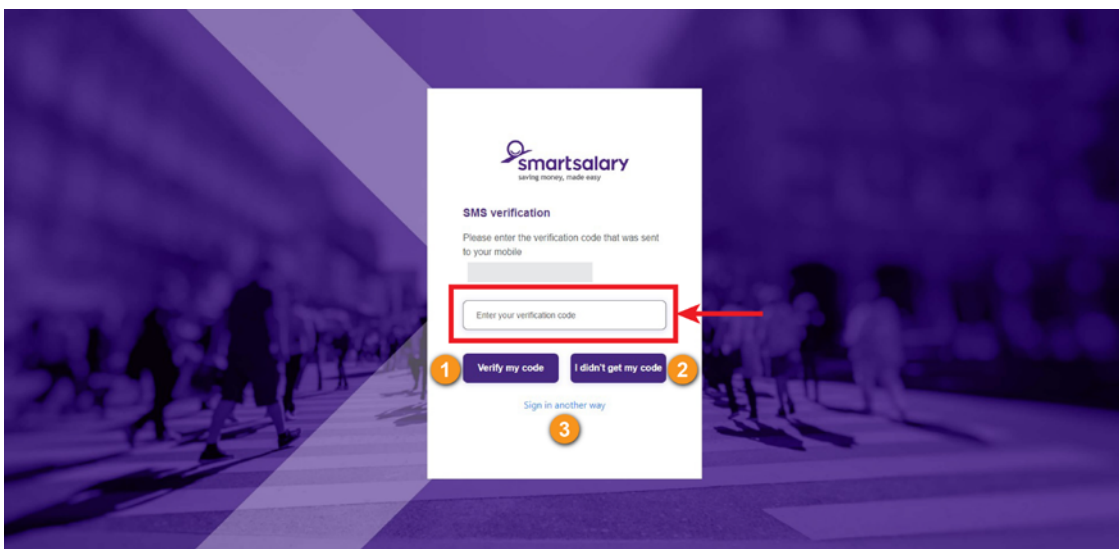 smartsalary
saving money, made easy
SMS verification
Please enter the verification code that was sent
to your mobile
Enter your verification code
1 Verify my code I didn't get my code 2
Sign in another way
3